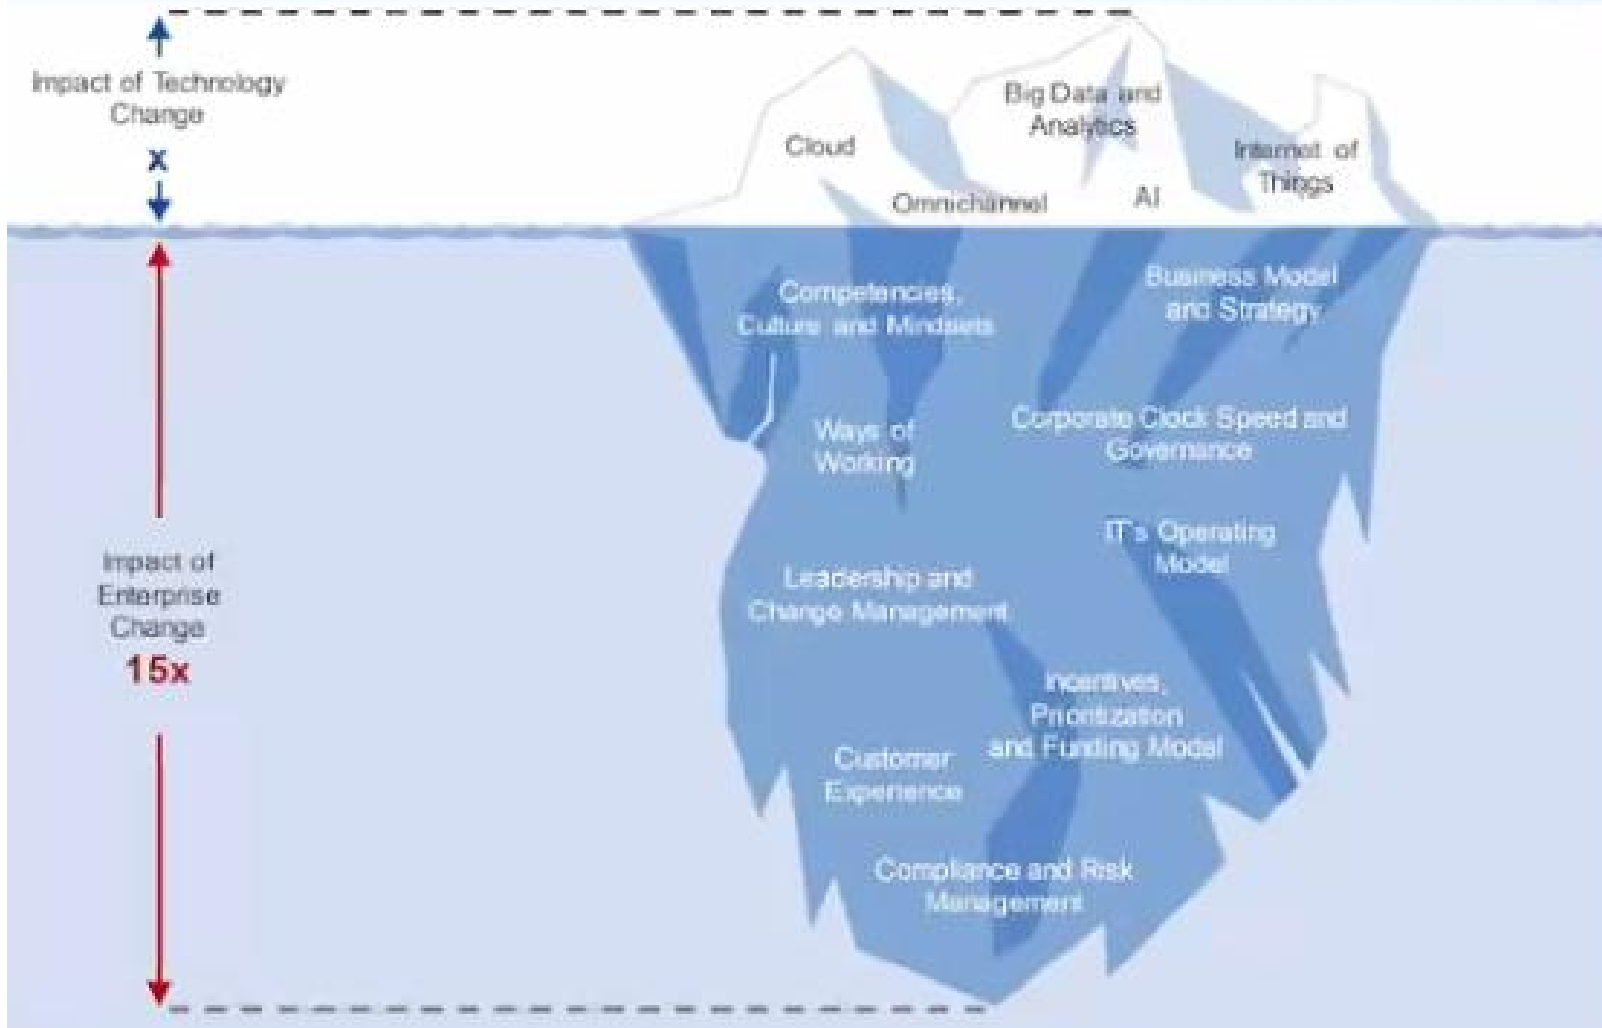 Impact of Technology
Change
x
Cloud
Big Data and
Analytics
Internet of
Things
Omnichannel
AI
Impact of
Enterprise
Change
15x
Competencies,
Culture and Mindsets
Business Model
and Strategy
Ways of
Working
Corporate Clock Speed and
Governance
IT's Operating
Model
Leadership and
Change Management
Incentives,
Prioritization
and Funding Model
Customer
Experience
Compliance and Risk
Management